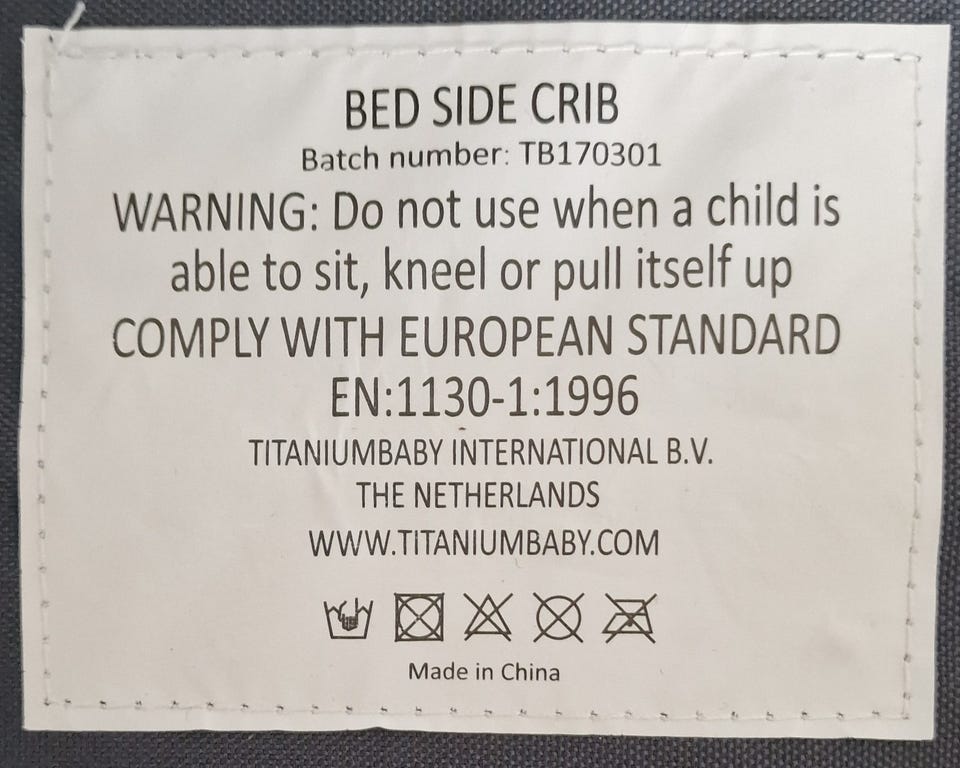 BED SIDE CRIB
Batch number: TB170301
WARNING: Do not use when a child is
able to sit, kneel or pull itself up
COMPLY WITH EUROPEAN STANDARD
EN:1130-1:1996
TITANIUMBABY INTERNATIONAL B.V.
THE NETHERLANDS
WWW.TITANIUMBABY.COM
Made in China